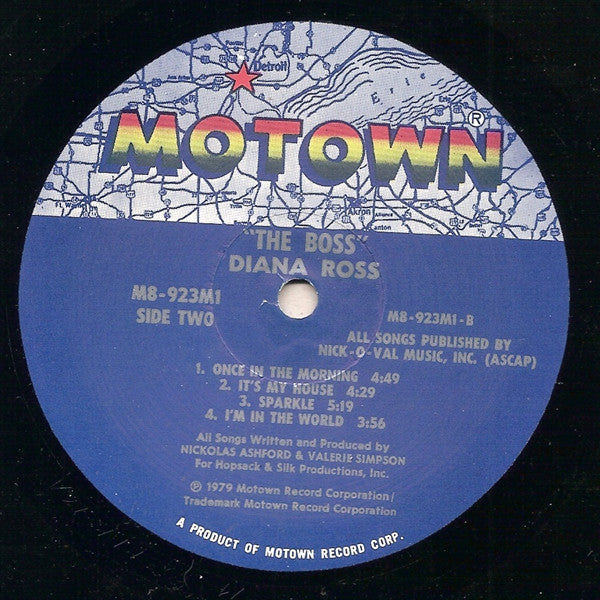 Detroit
Erie
MOTOWN®
Akron
Canton
"THE BOSS"
DIANA ROSS
M8-923M1
SIDE TWO
M8-923M1-B
ALL SONGS PUBLISHED BY
NICK-O-VAL MUSIC, INC. (ASCAP)
1. ONCE IN THE MORNING 4:49
2. IT'S MY HOUSE 4:29
3. SPARKLE 5:19
4. I'M IN THE WORLD 3:56
All Songs Written and Produced by
NICKOLAS ASHFORD & VALERIE SIMPSON
For Hopsack & Silk Productions, Inc.
℗ 1979 Motown Record Corporation/
Trademark Motown Record Corporation
A PRODUCT OF MOTOWN RECORD CORP.